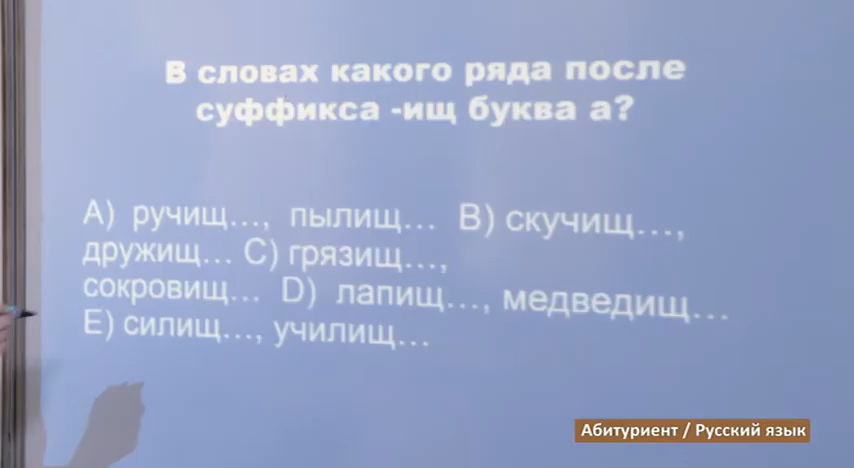 В словах какого ряда после
суффикса -ищ буква а?
А) ручищ…, пылищ… В) скучищ…,
дружищ… С) грязищ…,
сокровищ… D) лапищ…, медведищ…
Е) силищ…, училищ…
Абитуриент / Русский язык